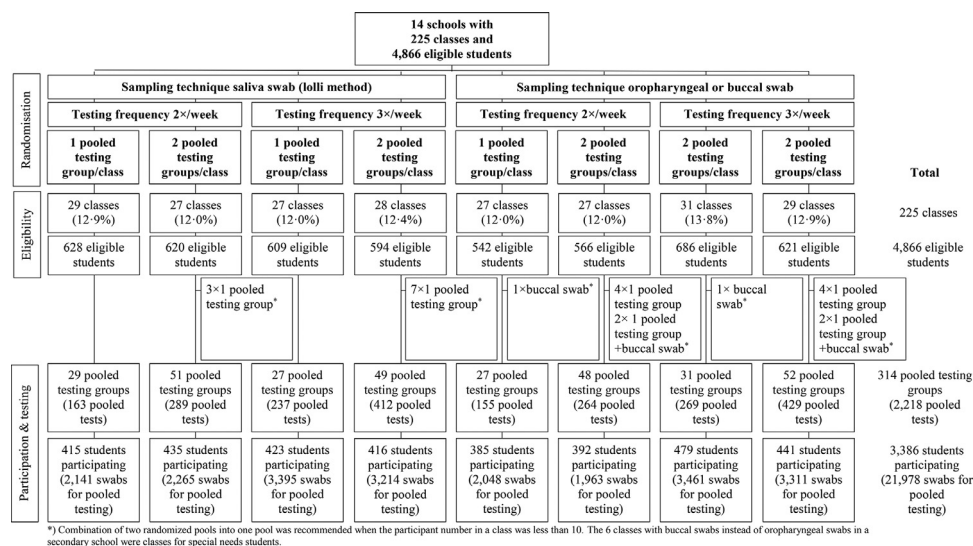 14 schools with
225 classes and
4,866 eligible students
Randomisation
Sampling technique saliva swab (lolli method)
Sampling technique oropharyngeal or buccal swab
Testing frequency 2×/week
Testing frequency 3×/week
Testing frequency 2×/week
Testing frequency 3×/week
1 pooled
testing
group/class
2 pooled
testing
groups/class
1 pooled
testing
group/class
2 pooled
testing
groups/class
1 pooled
testing
group/class
2 pooled
testing
groups/class
2 pooled
testing
groups/class
2 pooled
testing
groups/class
Total
Eligibility
29 classes
(12·9%)
27 classes
(12·0%)
27 classes
(12·0%)
28 classes
(12·4%)
27 classes
(12·0%)
27 classes
(12·0%)
31 classes
(13·8%)
29 classes
(12·9%)
225 classes
628 eligible
students
620 eligible
students
609 eligible
students
594 eligible
students
542 eligible
students
566 eligible
students
686 eligible
students
621 eligible
students
4,866 eligible
students
3×1 pooled
testing group*
7×1 pooled
testing group*
1×buccal swab*
4×1 pooled
testing group
2× 1 pooled
testing group
+buccal swab*
1× buccal
swab*
4×1 pooled
testing group
2×1 pooled
testing group
+buccal swab*
Participation & testing
29 pooled
testing groups
(163 pooled
tests)
51 pooled
testing groups
(289 pooled
tests)
27 pooled
testing groups
(237 pooled
tests)
49 pooled
testing groups
(412 pooled
tests)
27 pooled
testing groups
(155 pooled
tests)
48 pooled
testing groups
(264 pooled
tests)
31 pooled
testing groups
(269 pooled
tests)
52 pooled
testing groups
(429 pooled
tests)
314 pooled testing
groups
(2,218 pooled
tests)
415 students
participating
(2,141 swabs
for pooled
testing)
435 students
participating
(2,265 swabs
for pooled
testing)
423 students
participating
(3,395 swabs
for pooled
testing)
416 students
participating
(3,214 swabs
for pooled
testing)
385 students
participating
(2,048 swabs
for pooled
testing)
392 students
participating
(1,963 swabs
for pooled
testing)
479 students
participating
(3,461 swabs
for pooled
testing)
441 students
participating
(3,311 swabs
for pooled
testing)
3,386 students
participating
(21,978 swabs for
pooled
testing)
*) Combination of two randomized pools into one pool was recommended when the participant number in a class was less than 10. The 6 classes with buccal swabs instead of oropharyngeal swabs in a
secondary school were classes for special needs students.